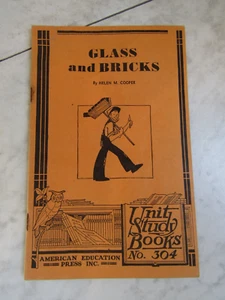 GLASS
and BRICKS
By HELEN M. COOPER
Unit
Study
Books
No. 304
AMERICAN EDUCATION
PRESS INC.